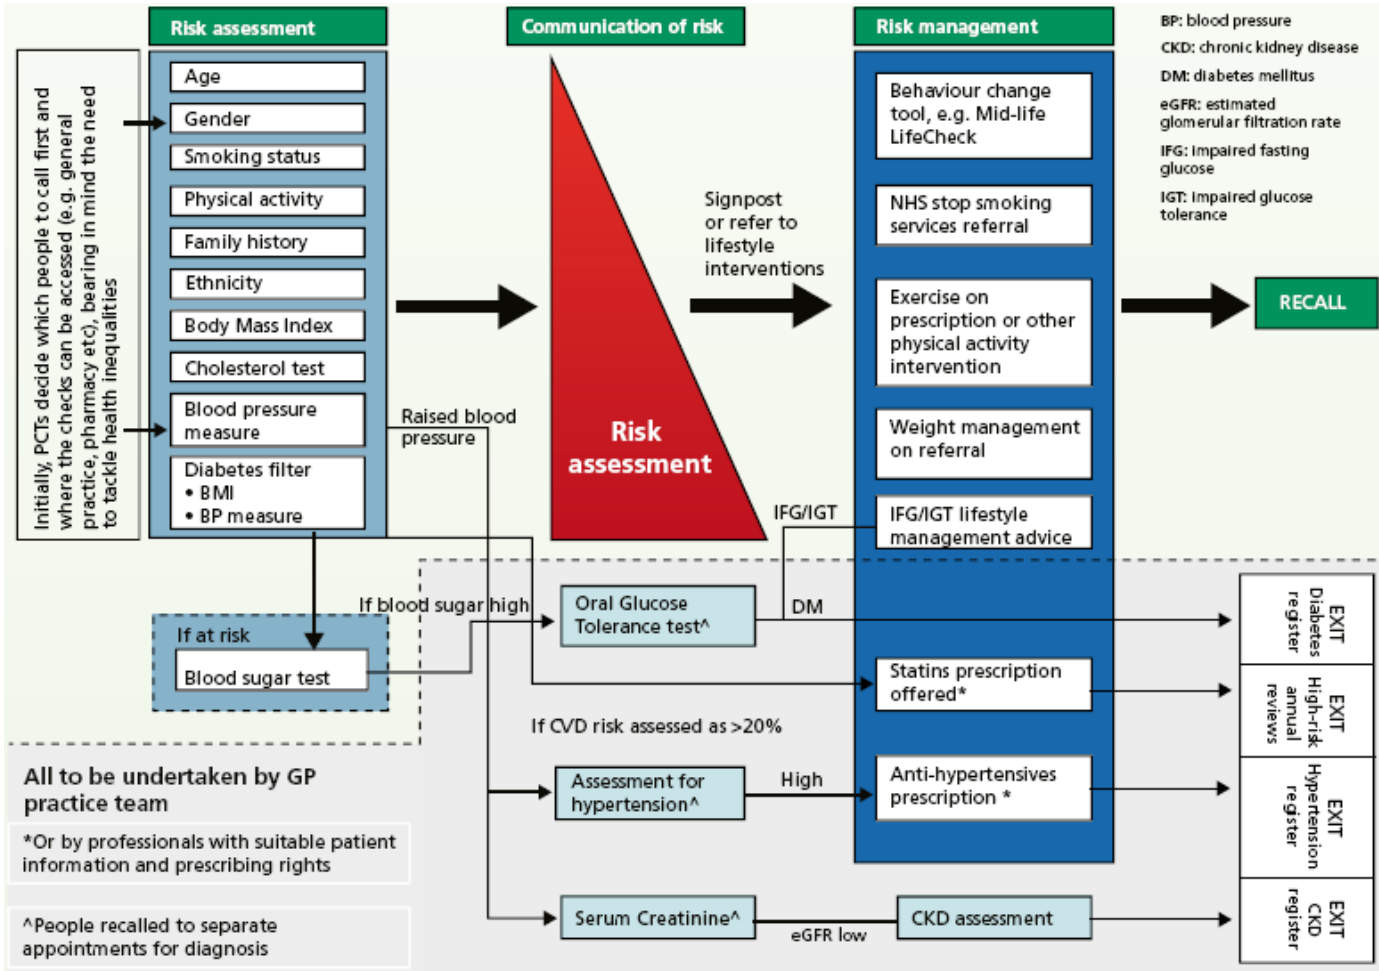 Risk assessment
Communication of risk
Risk management
BP: blood pressure
CKD: chronic kidney disease
DM: diabetes mellitus
eGFR: estimated
glomerular filtration rate
IFG: impaired fasting
glucose
IGT: Impaired glucose
tolerance
Initially, PCTs decide which people to call first and
where the checks can be accessed (e.g. general
practice, pharmacy etc), bearing in mind the need
to tackle health inequalities
Age
Gender
Smoking status
Physical activity
Family history
Ethnicity
Body Mass Index
Cholesterol test
Blood pressure
measure
Diabetes filter
• BMI
• BP measure
Raised blood
pressure
Risk
assessment
Signpost
or refer to
lifestyle
interventions
Behaviour change
tool, e.g. Mid-life
LifeCheck
NHS stop smoking
services referral
Exercise on
prescription or other
physical activity
intervention
Weight management
on referral
IFG/IGT lifestyle
management advice
RECALL
IFG/IGT
If at risk
Blood sugar test
If blood sugar high
Oral Glucose
Tolerance test^
DM
Statins prescription
offered*
If CVD risk assessed as >20%
Assessment for
hypertension^
High
Anti-hypertensives
prescription *
Serum Creatinine^
eGFR low
CKD assessment
EXIT
Diabetes
register
EXIT
High-risk
annual
reviews
EXIT
Hypertension
register
EXIT
CKD
register
All to be undertaken by GP
practice team
*Or by professionals with suitable patient
information and prescribing rights
^People recalled to separate
appointments for diagnosis